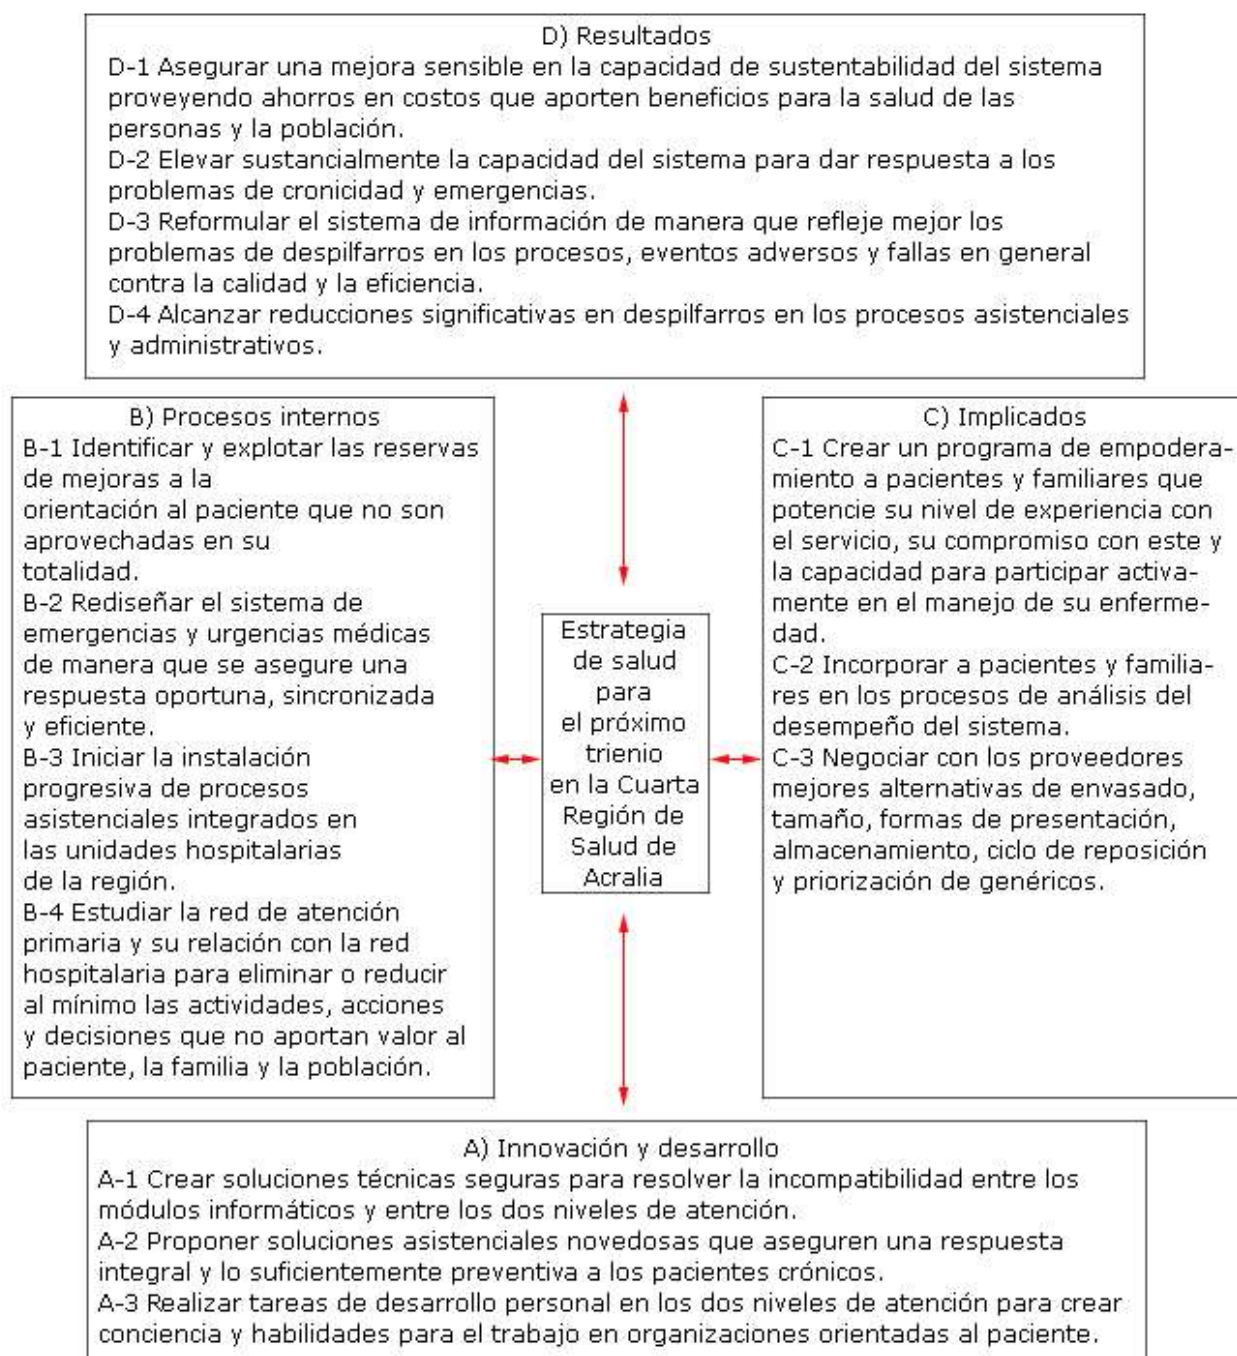 D) Resultados
D-1 Asegurar una mejora sensible en la capacidad de sustentabilidad del sistema
proveyendo ahorros en costos que aporten beneficios para la salud de las
personas y la población.
D-2 Elevar sustancialmente la capacidad del sistema para dar respuesta a los
problemas de cronicidad y emergencias.
D-3 Reformular el sistema de información de manera que refleje mejor los
problemas de despilfarros en los procesos, eventos adversos y fallas en general
contra la calidad y la eficiencia.
D-4 Alcanzar reducciones significativas en despilfarros en los procesos asistenciales
y administrativos.
B) Procesos internos
B-1 Identificar y explotar las reservas
de mejoras a la
orientación al paciente que no son
aprovechadas en su
totalidad.
B-2 Rediseñar el sistema de
emergencias y urgencias médicas
de manera que se asegure una
respuesta oportuna, sincronizada
y eficiente.
B-3 Iniciar la instalación
progresiva de procesos
asistenciales integrados en
las unidades hospitalarias
de la región.
B-4 Estudiar la red de atención
primaria y su relación con la red
hospitalaria para eliminar o reducir
al mínimo las actividades, acciones
y decisiones que no aportan valor al
paciente, la familia y la población.
Estrategia
de salud
para
el próximo
trienio
en la Cuarta
Región de
Salud de
Acralia
C) Implicados
C-1 Crear un programa de empodera-
miento a pacientes y familiares que
potencie su nivel de experiencia con
el servicio, su compromiso con este y
la capacidad para participar activa-
mente en el manejo de su enferme-
dad.
C-2 Incorporar a pacientes y familia-
res en los procesos de análisis del
desempeño del sistema.
C-3 Negociar con los proveedores
mejores alternativas de envasado,
tamaño, formas de presentación,
almacenamiento, ciclo de reposición
y priorización de genéricos.
A) Innovación y desarrollo
A-1 Crear soluciones técnicas seguras para resolver la incompatibilidad entre los
módulos informáticos y entre los dos niveles de atención.
A-2 Proponer soluciones asistenciales novedosas que aseguren una respuesta
integral y lo suficientemente preventiva a los pacientes crónicos.
A-3 Realizar tareas de desarrollo personal en los dos niveles de atención para crear
conciencia y habilidades para el trabajo en organizaciones orientadas al paciente.